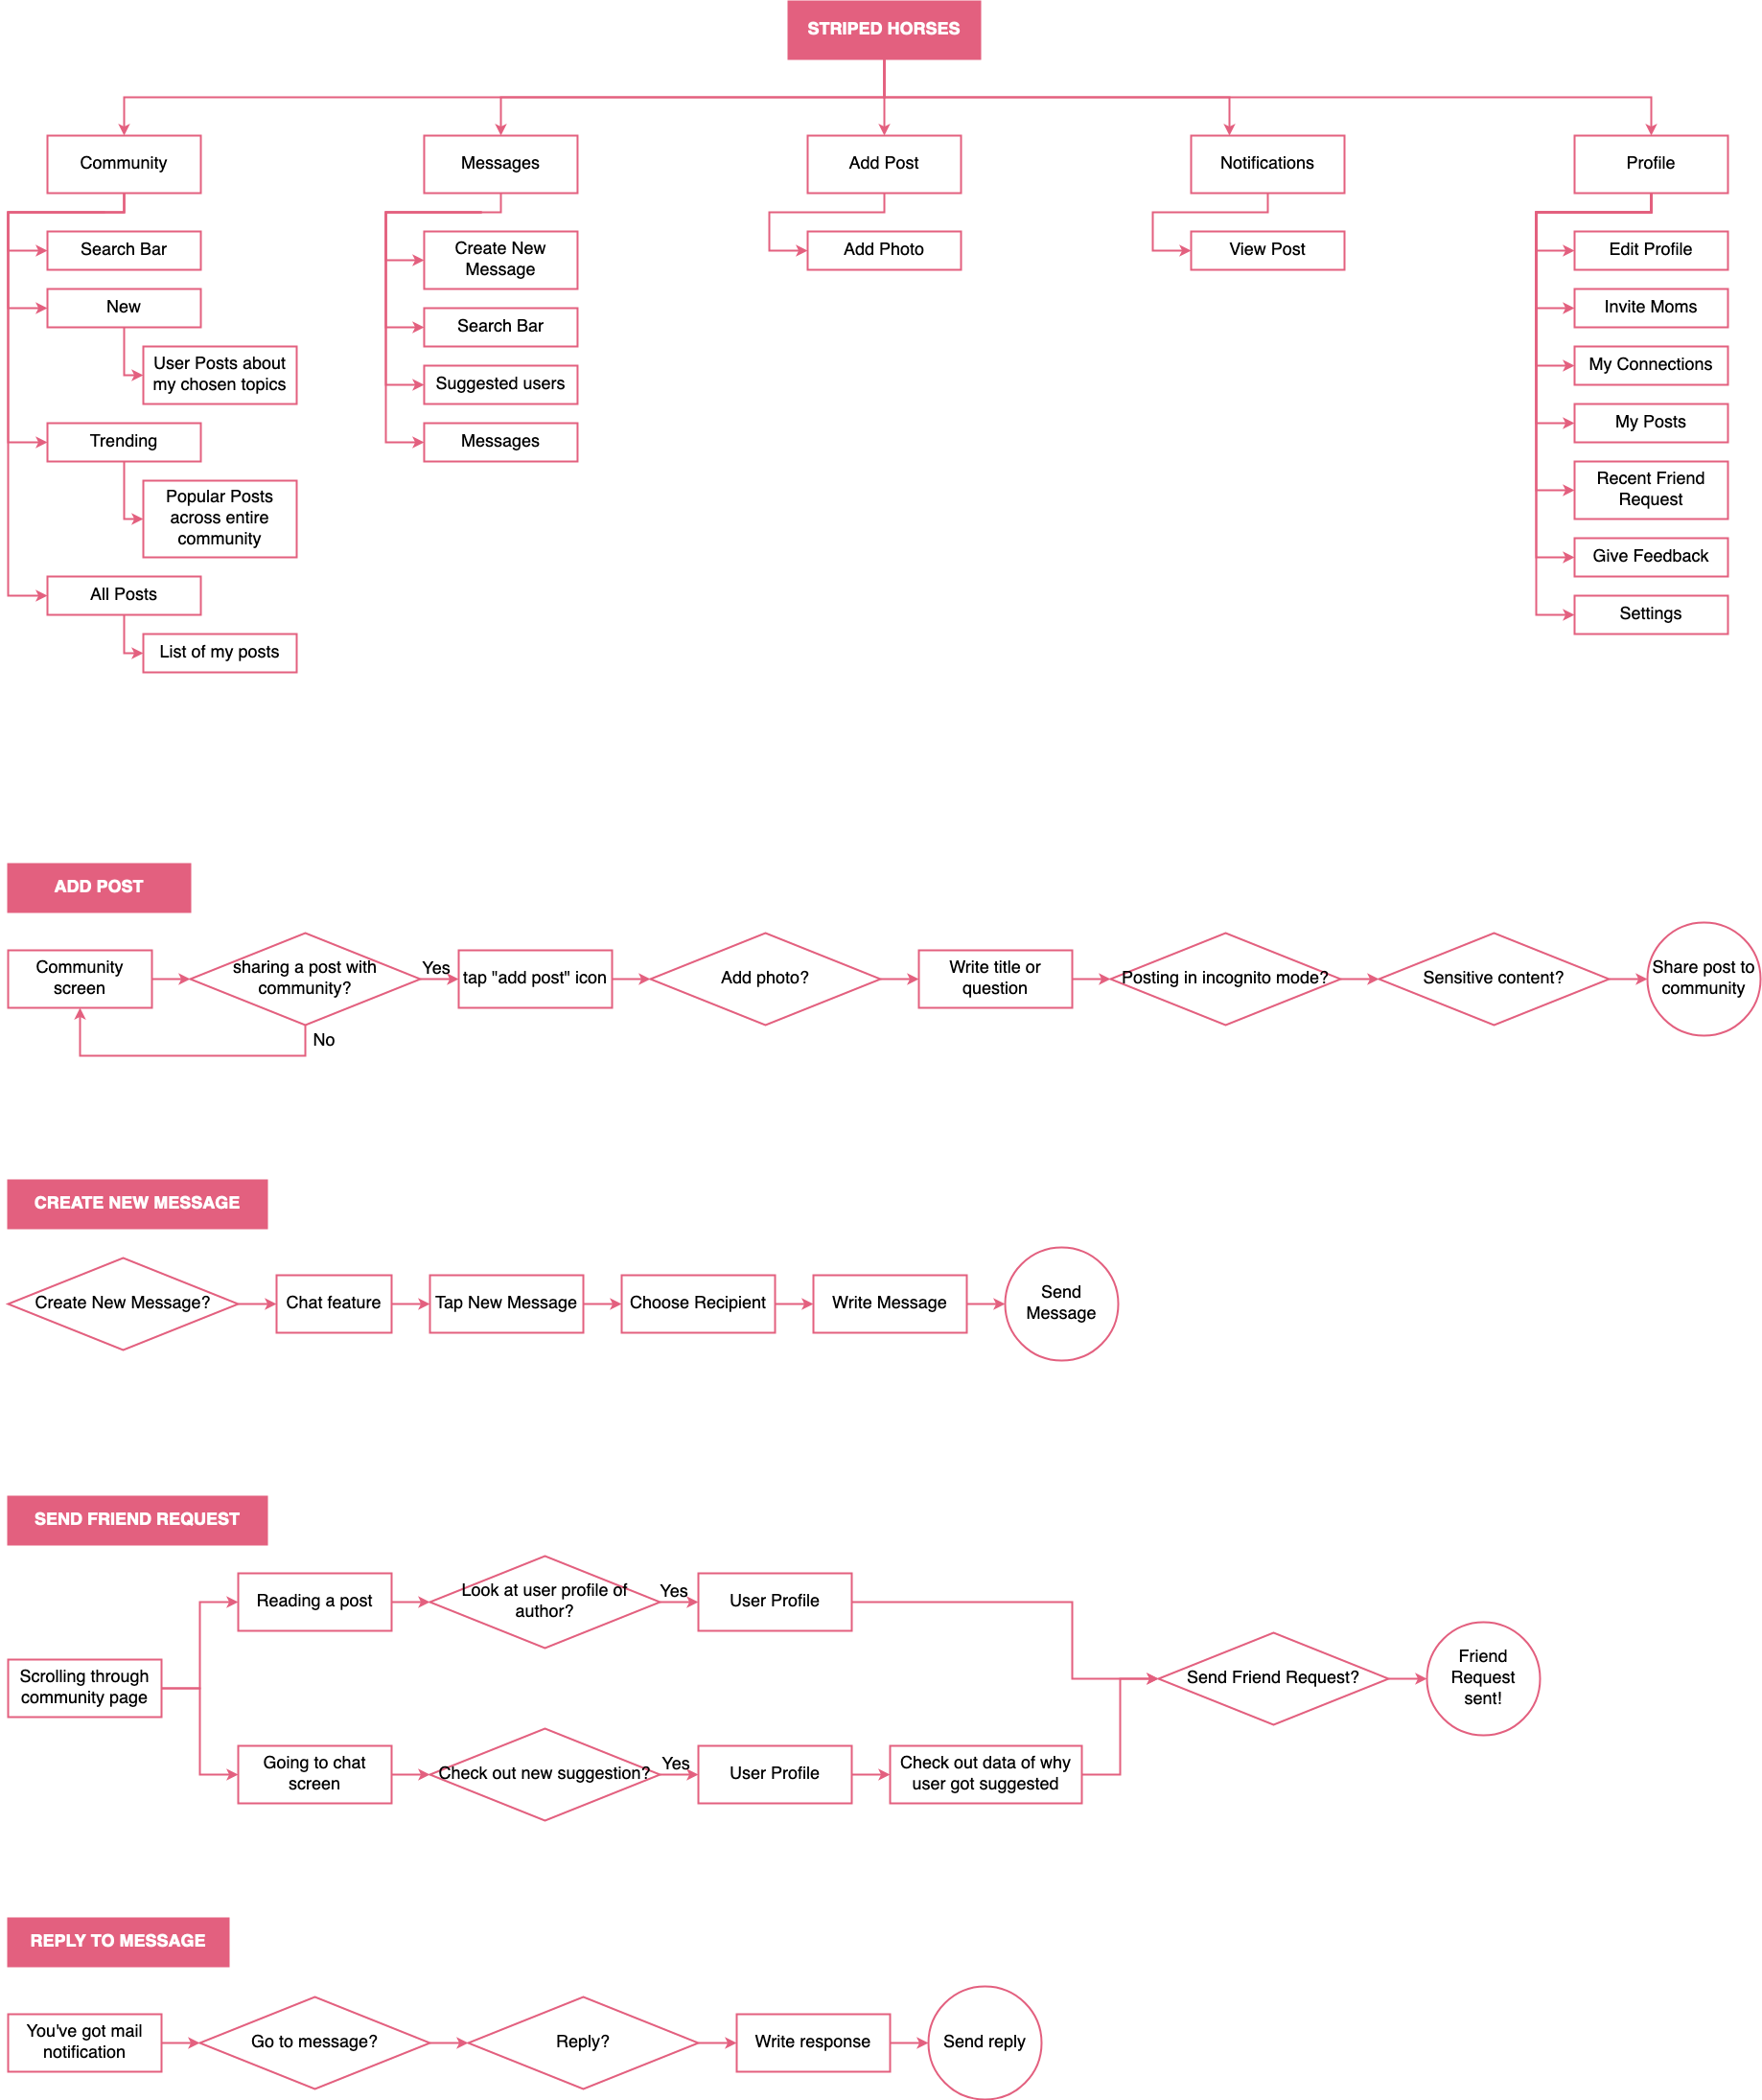 STRIPED HORSES
Community
Messages
Add Post
Notifications
Profile
Search Bar
New
User Posts about
my chosen topics
Trending
Popular Posts
across entire
community
All Posts
List of my posts
Create New
Message
Search Bar
Suggested users
Messages
Add Photo
View Post
Edit Profile
Invite Moms
My Connections
My Posts
Recent Friend
Request
Give Feedback
Settings
ADD POST
Community
screen
sharing a post with
community?
Yes
No
tap "add post" icon
Add photo?
Write title or
question
Posting in incognito mode?
Sensitive content?
Share post to
community
CREATE NEW MESSAGE
Create New Message?
Chat feature
Tap New Message
Choose Recipient
Write Message
Send
Message
SEND FRIEND REQUEST
Scrolling through
community page
Reading a post
Look at user profile of
author?
Yes
User Profile
Going to chat
screen
Check out new suggestion?
Yes
User Profile
Check out data of why
user got suggested
Send Friend Request?
Friend
Request
sent!
REPLY TO MESSAGE
You've got mail
notification
Go to message?
Reply?
Write response
Send reply